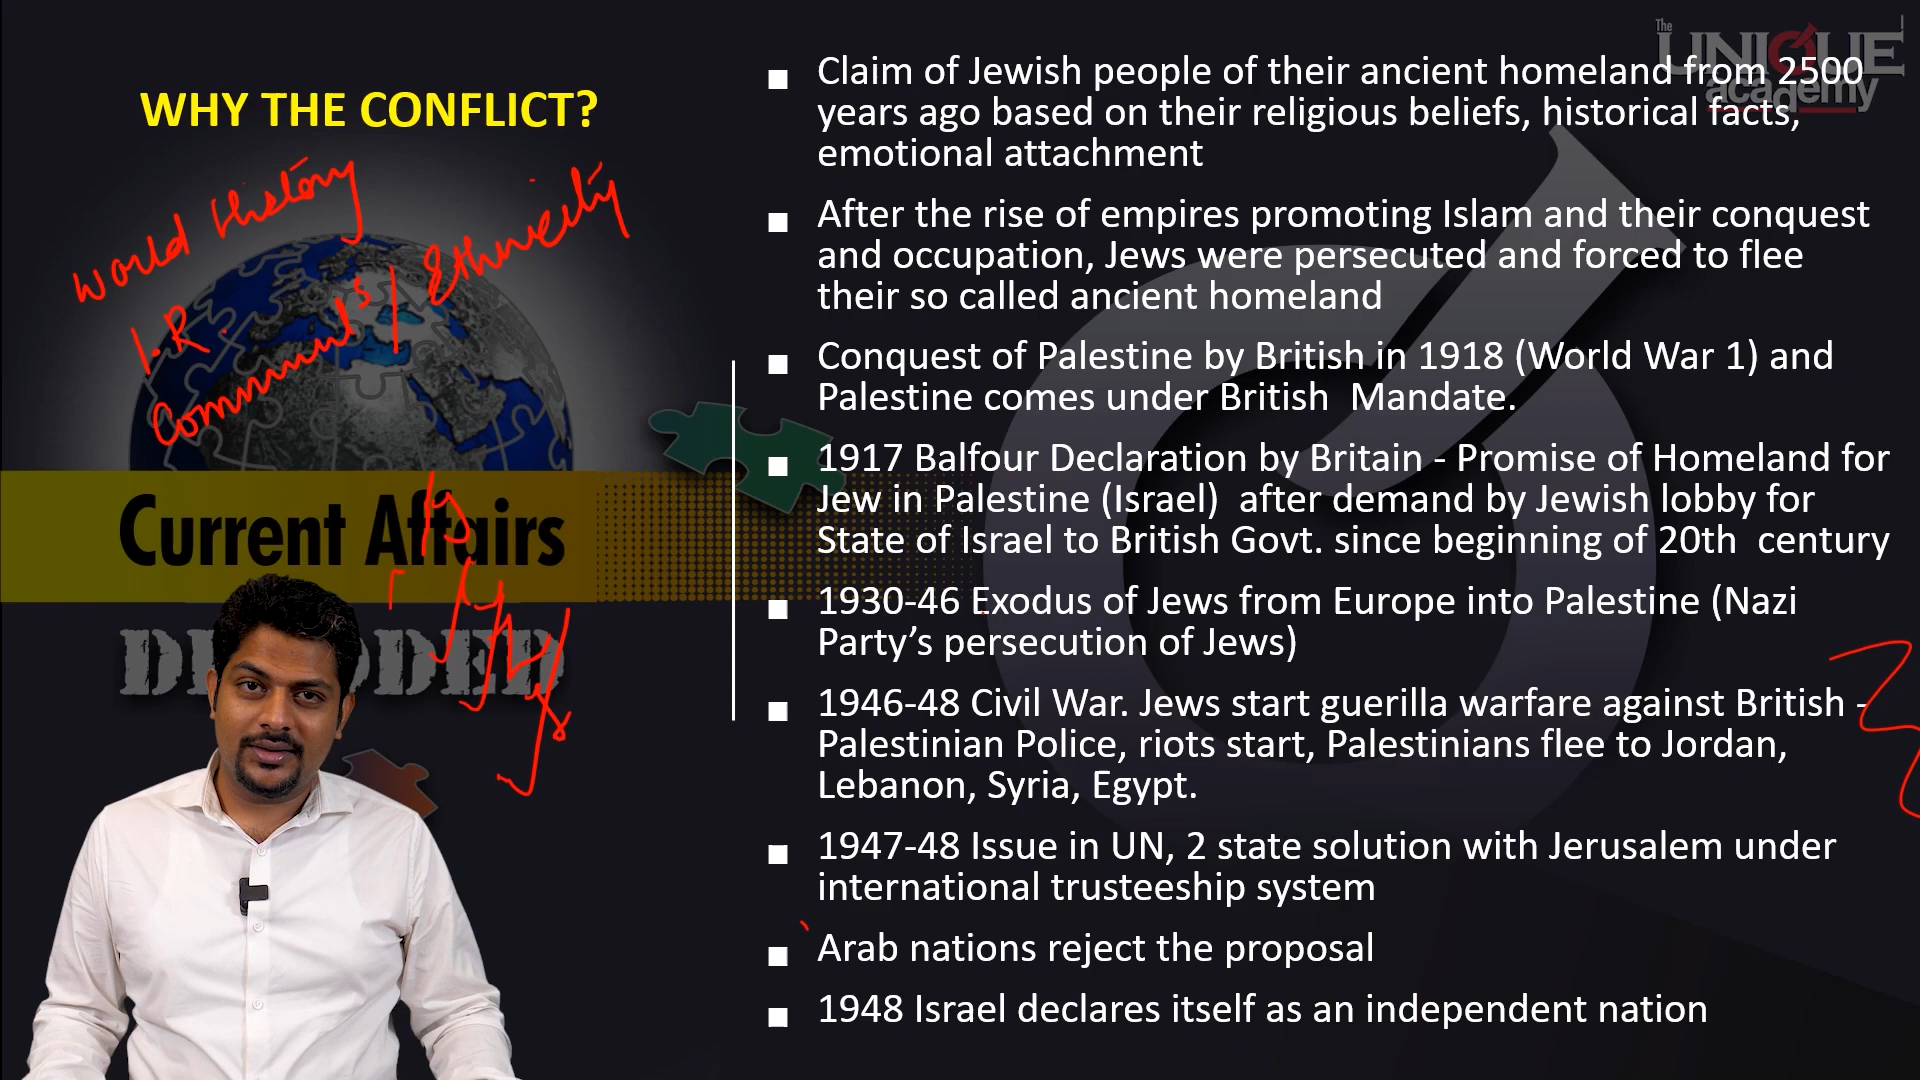 The
UNIQUE
academy
WHY THE CONFLICT?
World History
I.R
Communal
/ Ethnicity
Current Affairs
■ Claim of Jewish people of their ancient homeland from 2500
years ago based on their religious beliefs, historical facts,
emotional attachment
■ After the rise of empires promoting Islam and their conquest
and occupation, Jews were persecuted and forced to flee
their so called ancient homeland
■ Conquest of Palestine by British in 1918 (World War 1) and
Palestine comes under British Mandate.
■ 1917 Balfour Declaration by Britain - Promise of Homeland for
Jew in Palestine (Israel) after demand by Jewish lobby for
State of Israel to British Govt. since beginning of 20th century
■ 1930-46 Exodus of Jews from Europe into Palestine (Nazi
Party’s persecution of Jews)
■ 1946-48 Civil War. Jews start guerilla warfare against British -
Palestinian Police, riots start, Palestinians flee to Jordan,
Lebanon, Syria, Egypt.
■ 1947-48 Issue in UN, 2 state solution with Jerusalem under
international trusteeship system
■ Arab nations reject the proposal
■ 1948 Israel declares itself as an independent nation